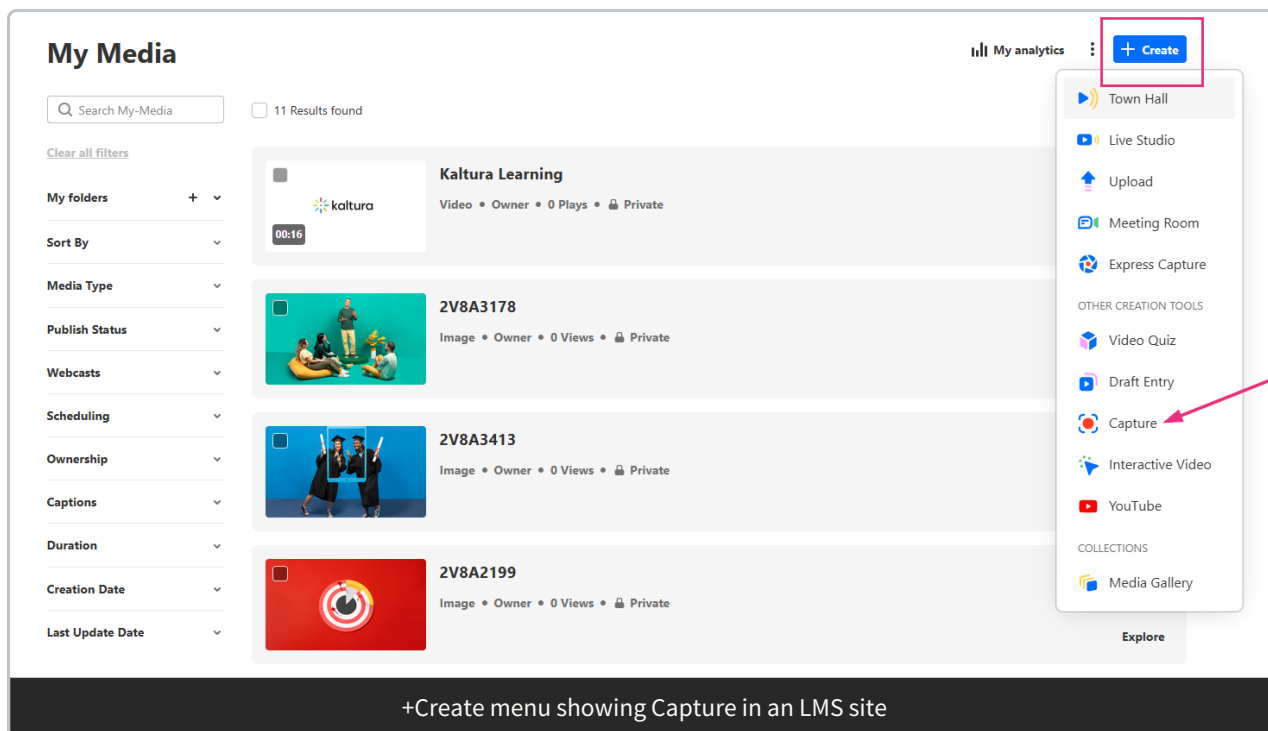 My Media
My analytics
+ Create
Search My-Media
11 Results found
Clear all filters
My folders
Sort By
Media Type
Publish Status
Webcasts
Scheduling
Ownership
Captions
Duration
Creation Date
Last Update Date
kaltura
00:16
Kaltura Learning
Video • Owner • 0 Plays • Private
2V8A3178
Image • Owner • 0 Views • Private
2V8A3413
Image • Owner • 0 Views • Private
2V8A2199
Image • Owner • 0 Views • Private
Town Hall
Live Studio
Upload
Meeting Room
Express Capture
OTHER CREATION TOOLS
Video Quiz
Draft Entry
Capture
Interactive Video
YouTube
COLLECTIONS
Media Gallery
Explore
+Create menu showing Capture in an LMS site